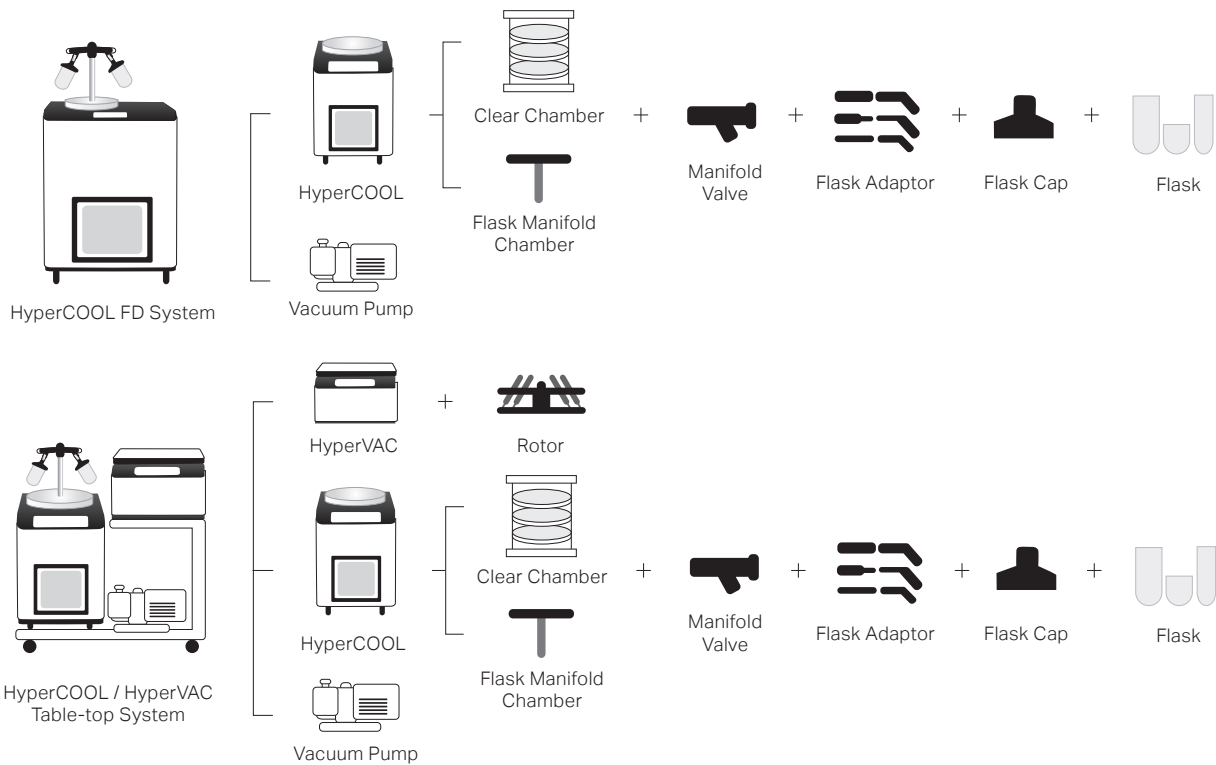 Clear Chamber
HyperCOOL
Manifold
Valve
Flask Adaptor
Flask Cap
Flask
Flask Manifold
Chamber
Vacuum Pump
HyperCOOL FD System
HyperVAC
Rotor
Clear Chamber
HyperCOOL
Manifold
Valve
Flask Adaptor
Flask Cap
Flask
Flask Manifold
Chamber
HyperCOOL / HyperVAC
Table-top System
Vacuum Pump